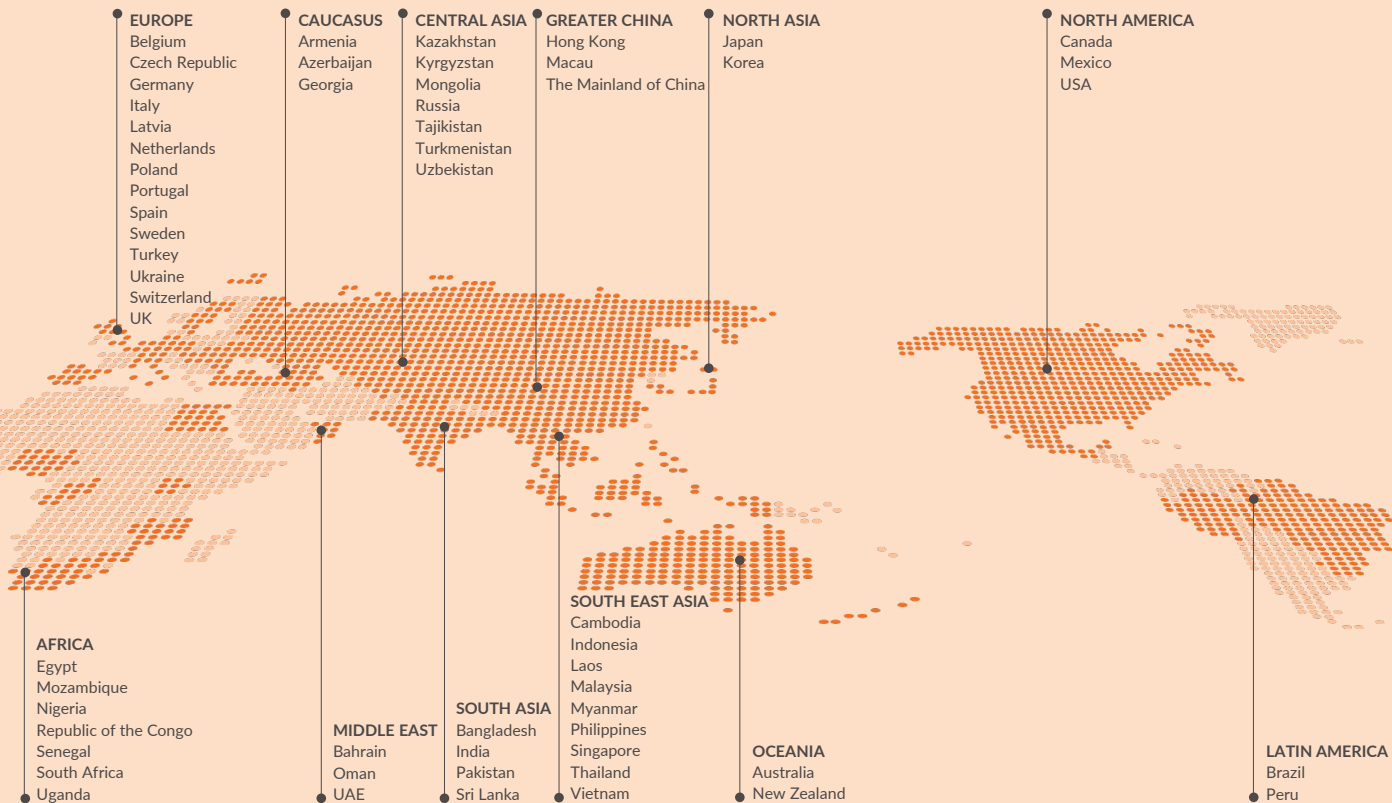 EUROPE
Belgium
Czech Republic
Germany
Italy
Latvia
Netherlands
Poland
Portugal
Spain
Sweden
Turkey
Ukraine
Switzerland
UK
CAUCASUS
Armenia
Azerbaijan
Georgia
CENTRAL ASIA
Kazakhstan
Kyrgyzstan
Mongolia
Russia
Tajikistan
Turkmenistan
Uzbekistan
GREATER CHINA
Hong Kong
Macau
The Mainland of China
NORTH ASIA
Japan
Korea
NORTH AMERICA
Canada
Mexico
USA
AFRICA
Egypt
Mozambique
Nigeria
Republic of the Congo
Senegal
South Africa
Uganda
MIDDLE EAST
Bahrain
Oman
UAE
SOUTH ASIA
Bangladesh
India
Pakistan
Sri Lanka
SOUTH EAST ASIA
Cambodia
Indonesia
Laos
Malaysia
Myanmar
Philippines
Singapore
Thailand
Vietnam
OCEANIA
Australia
New Zealand
LATIN AMERICA
Brazil
Peru